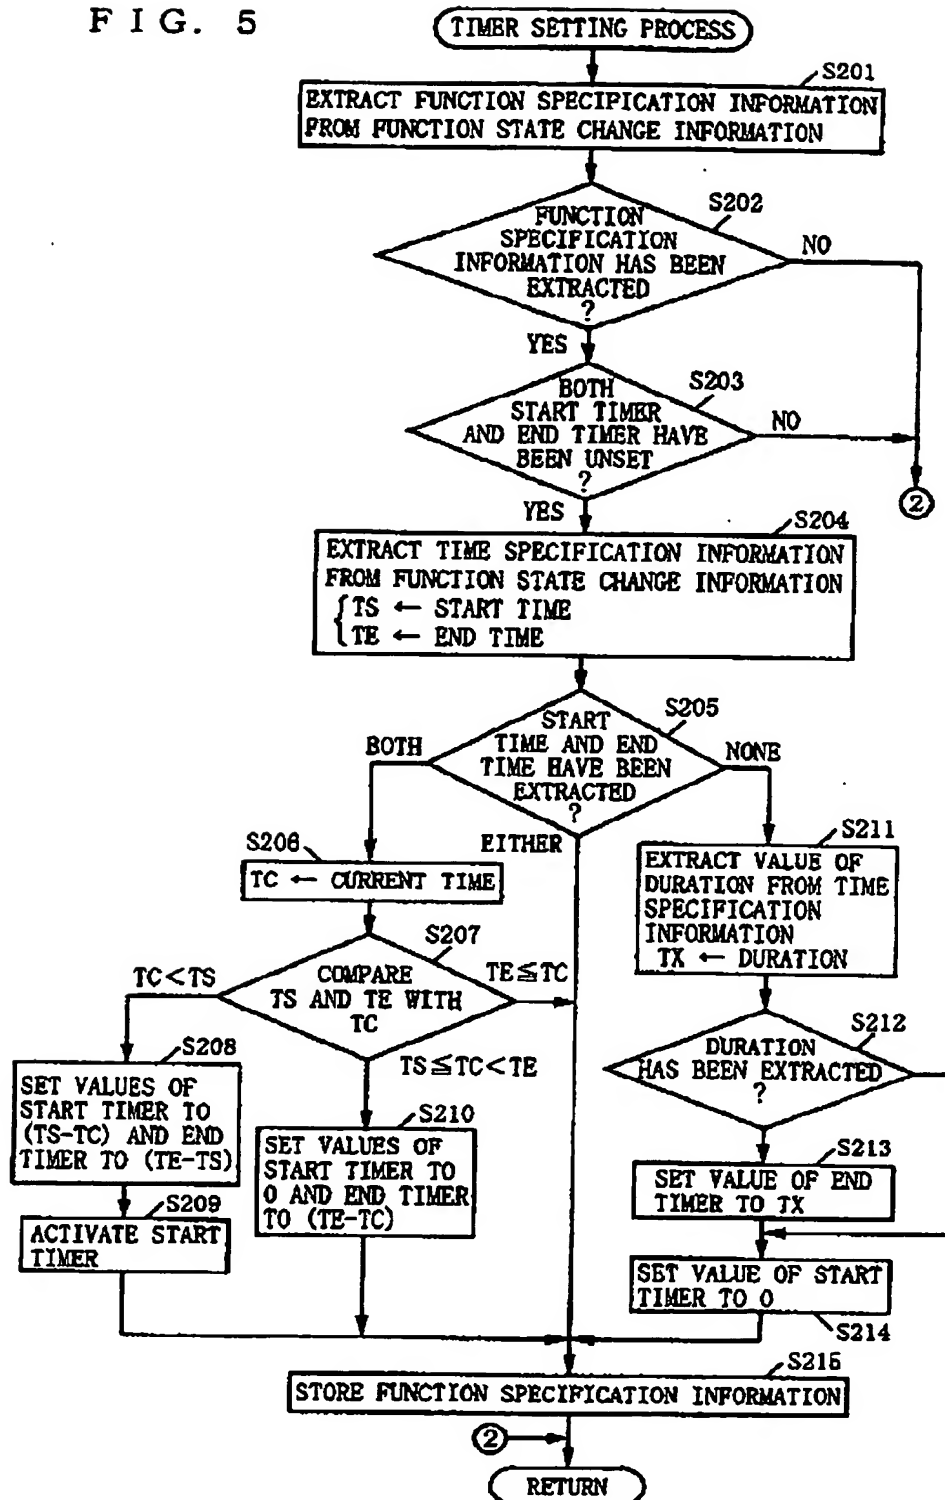 FIG. 5
TIMER SETTING PROCESS
S201
EXTRACT FUNCTION SPECIFICATION INFORMATION
FROM FUNCTION STATE CHANGE INFORMATION
S202
FUNCTION
SPECIFICATION
INFORMATION HAS BEEN
EXTRACTED
?
NO
YES
S203
BOTH
START TIMER
AND END TIMER HAVE
BEEN UNSET
?
NO
2
YES
S204
EXTRACT TIME SPECIFICATION INFORMATION
FROM FUNCTION STATE CHANGE INFORMATION
TS ← START TIME
TE ← END TIME
S205
START
TIME AND END
TIME HAVE BEEN
EXTRACTED
?
BOTH
NONE
EITHER
S206
TC ← CURRENT TIME
S207
COMPARE
TS AND TE WITH
TC
TC<TS
TE≦TC
TS≦TC<TE
S208
SET VALUES OF
START TIMER TO
(TS-TC) AND END
TIMER TO (TE-TS)
S209
ACTIVATE START
TIMER
S210
SET VALUES OF
START TIMER TO
0 AND END TIMER
TO (TE-TC)
S211
EXTRACT VALUE OF
DURATION FROM TIME
SPECIFICATION
INFORMATION
TX ← DURATION
S212
DURATION
HAS BEEN EXTRACTED
?
S213
SET VALUE OF END
TIMER TO TX
SET VALUE OF START
TIMER TO 0
S214
S215
STORE FUNCTION SPECIFICATION INFORMATION
2
RETURN